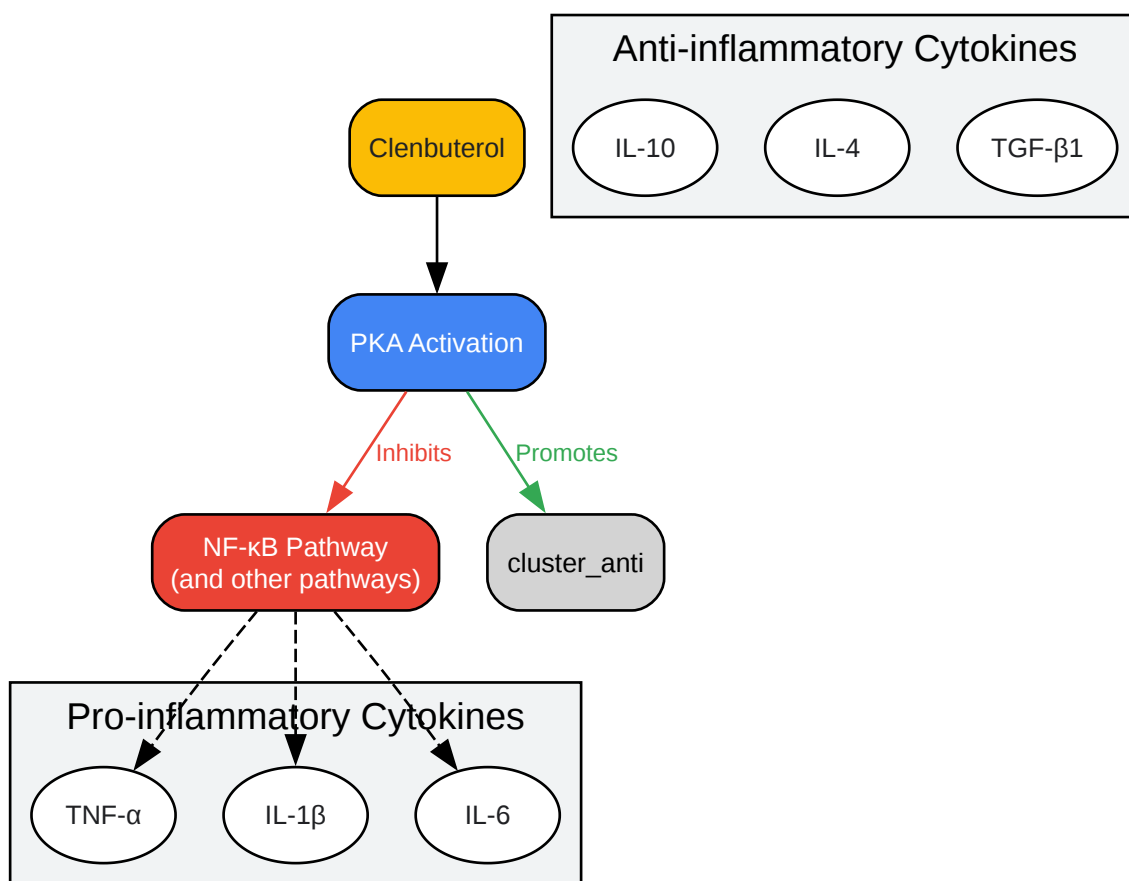 Anti-inflammatory Cytokines
Clenbuterol
IL-10
IL-4
TGF-β1
PKA Activation
Inhibits
Promotes
NF-κB Pathway
(and other pathways)
cluster_anti
Pro-inflammatory Cytokines
TNF-α
IL-1β
IL-6